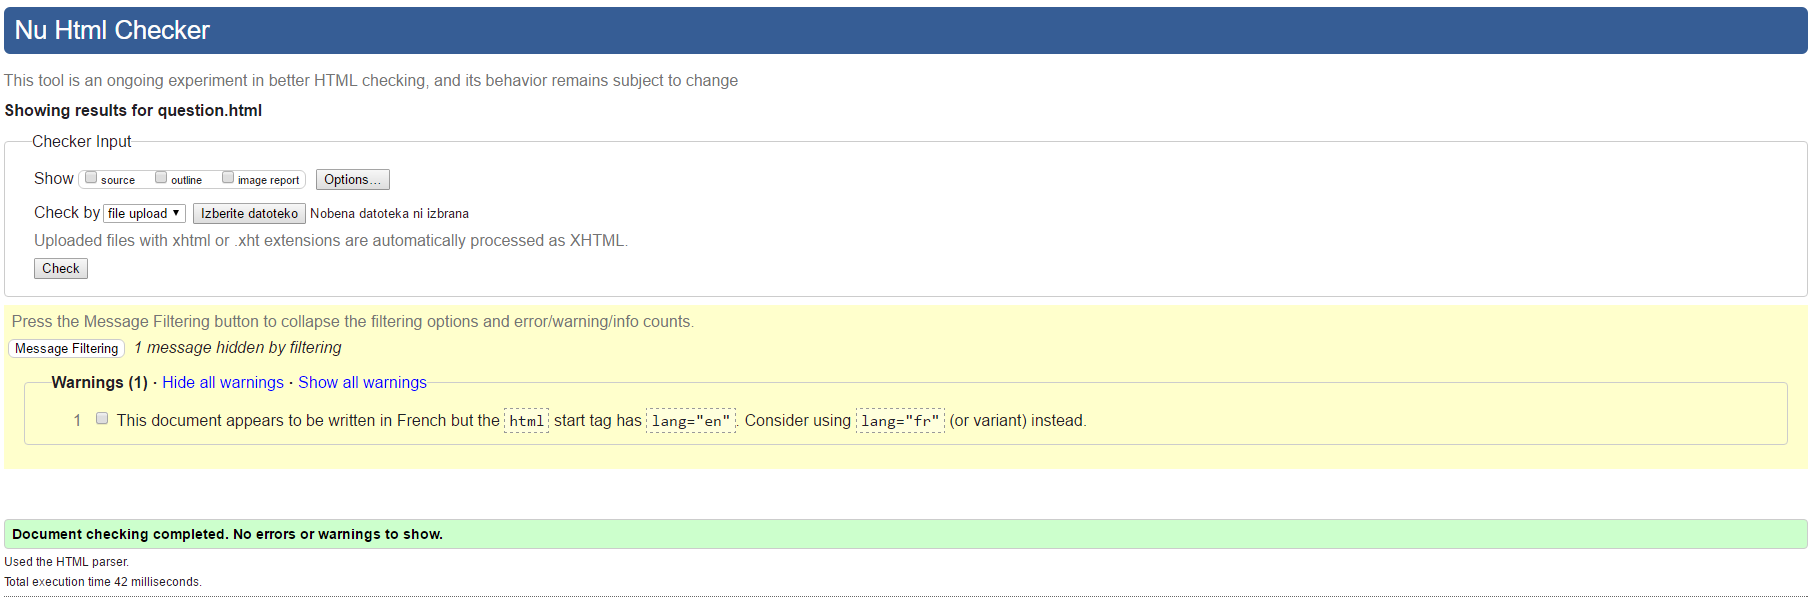 Nu Html Checker
This tool is an ongoing experiment in better HTML checking, and its behavior remains subject to change
Showing results for question.html
Checker Input
Show source outline image report Options...
Check by file upload Izberite datoteko Nobena datoteka ni izbrana
Uploaded files with xhtml or .xht extensions are automatically processed as XHTML.
Check
Press the Message Filtering button to collapse the filtering options and error/warning/info counts.
Message Filtering 1 message hidden by filtering
Warnings (1) · Hide all warnings · Show all warnings
1 This document appears to be written in French but the html start tag has lang="en". Consider using lang="fr" (or variant) instead.
Document checking completed. No errors or warnings to show.
Used the HTML parser.
Total execution time 42 milliseconds.